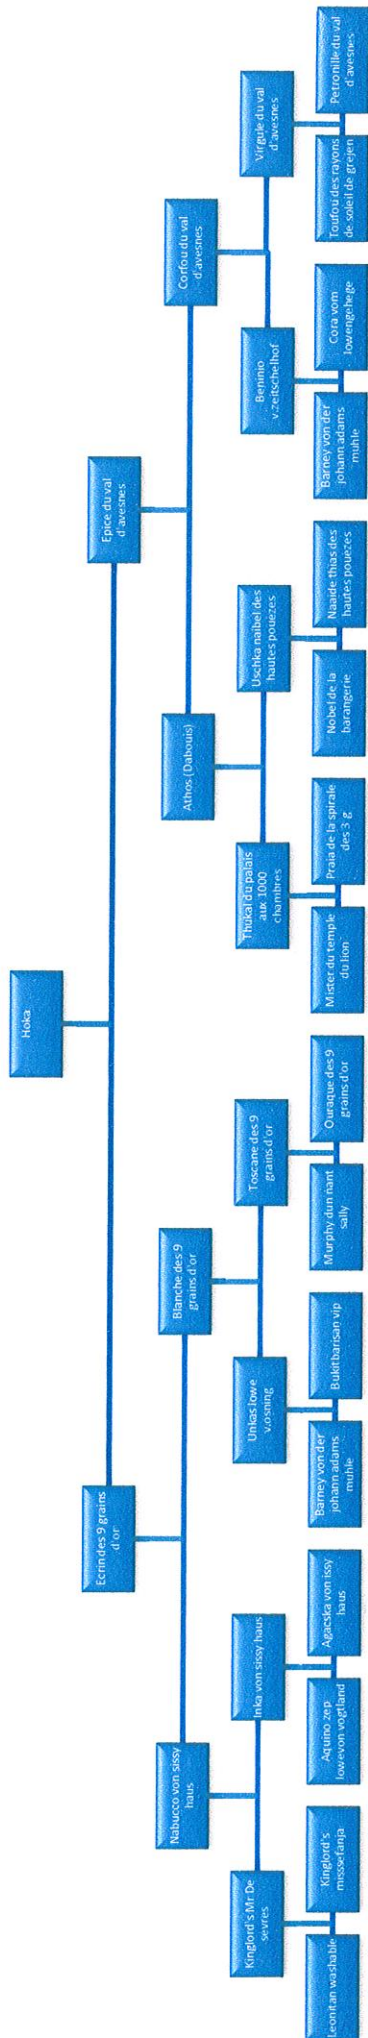 Hoka
Ecrin des 9 grains
d'or
Epice du val
d'avesnes
Nabucco von sissy
haus
Blanche des 9
grains d'or
Athos (Dabouis)
Corfou du val
d'avesnes
Kinglord's Mr De
sevres
Inka von sissy haus
Unkas lowe
v.osning
Toscane des 9
grains d'or
Thukal du palais
aux 1000
chambres
Uschka naibel des
hautes pouezes
Beninio
v.zeitschelhof
Virgule du val
d'avesnes
Leonitan washable
Kinglord's
misssefanja
Aquino zep
lowevon vogtland
Agacska von issy
haus
Barney von der
johann adams
muhle
Bukitbarisan vip
Murphy dun ñant
sally
Ouraque des 9
grains d'or
Mister du temple
du lion
Praia de la spirale
des 3 g
Nobel de la
barangerie
Naaide thias des
hautes pouezes
Barney von der
johann adams
muhle
Cora vom
lowengehege
Toufou des rayons
de soleil de grejen
Petronille du val
d'avesnes